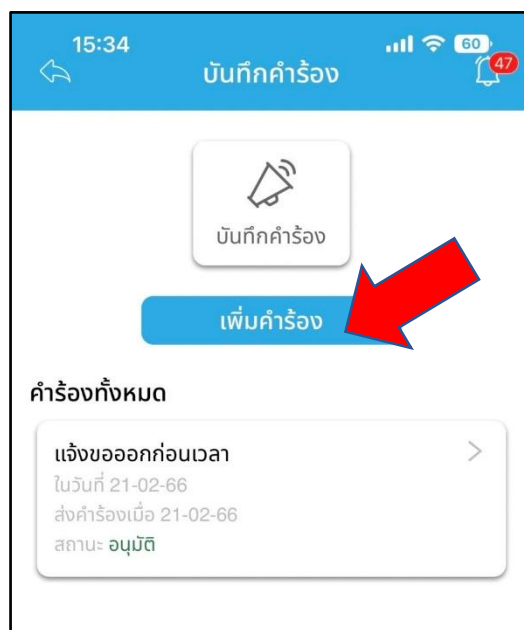 15:34
60
บันทึกคำร้อง
47
บันทึกคำร้อง
เพิ่มคำร้อง
คำร้องทั้งหมด
แจ้งขอออกก่อนเวลา
ในวันที่ 21-02-66
ส่งคำร้องเมื่อ 21-02-66
สถานะ อนุมัติ